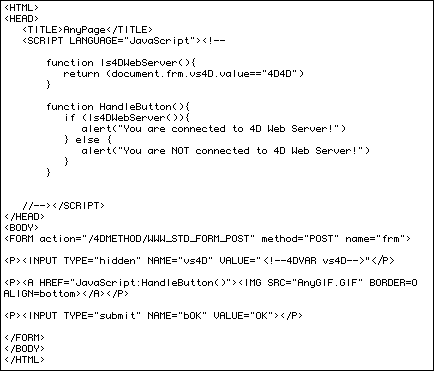 <HTML>
<HEAD>
<TITLE>AnyPage</TITLE>
<SCRIPT LANGUAGE="JavaScript"><!--
function Is4DWebServer(){
return (document.frm.vs4D.value=="4D4D")
}
function HandleButton(){
if (Is4DWebServer()){
alert("You are connected to 4D Web Server!")
} else {
alert("You are NOT connected to 4D Web Server!")
}
}
//--></SCRIPT>
</HEAD>
<BODY>
<FORM action="/4DMETHOD/WWW_STD_FORM_POST" method="POST" name="frm">
<P><INPUT TYPE="hidden" NAME="vs4D" VALUE="<!--4DVAR vs4D-->"</P>
<P><A HREF="JavaScript:HandleButton()"><IMG SRC="AnyGIF.GIF" BORDER=0
ALIGN=bottom></A></P>
<P><INPUT TYPE="submit" NAME="bOK" VALUE="OK"></P>
</FORM>
</BODY>
</HTML>